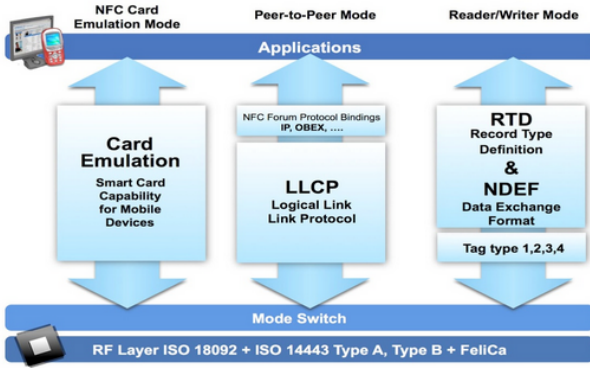 NFC Card
Emulation Mode
Peer-to-Peer Mode
Reader/Writer Mode
Applications
Card
Emulation
Smart Card
Capability
for Mobile
Devices
NFC Forum Protocol Bindings
IP, OBEX, ....
LLCP
Logical Link
Link Protocol
RTD
Record Type
Definition
&
NDEF
Data Exchange
Format
Tag type 1,2,3,4
Mode Switch
RF Layer ISO 18092 + ISO 14443 Type A, Type B + FeliCa